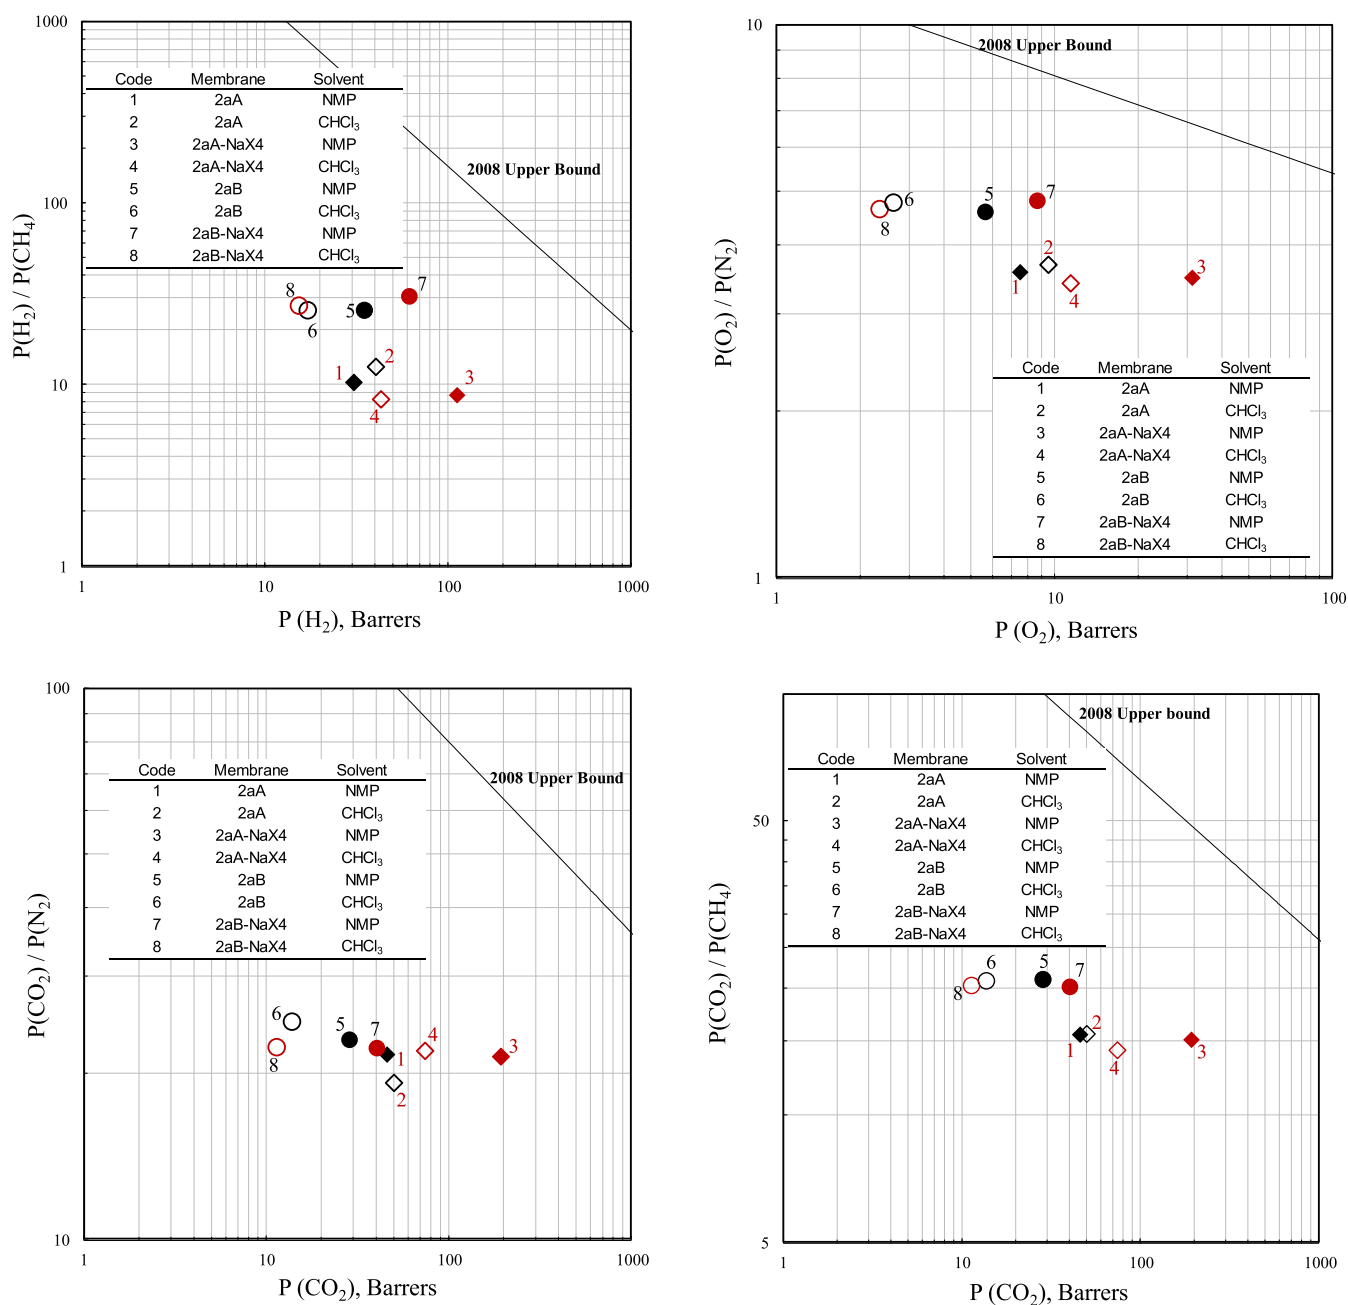 1000
100
10
1
1
10
100
1000
P(H2) / P(CH4)
P (H2), Barrers
2008 Upper Bound
Code Membrane Solvent
1 2aA NMP
2 2aA CHCl3
3 2aA-NaX4 NMP
4 2aA-NaX4 CHCl3
5 2aB NMP
6 2aB CHCl3
7 2aB-NaX4 NMP
8 2aB-NaX4 CHCl3
8
6
5
7
1
2
4
3
10
1
1
10
100
P(O2) / P(N2)
P (O2), Barrers
2008 Upper Bound
6
8
5
7
2
1
4
3
Code Membrane Solvent
1 2aA NMP
2 2aA CHCl3
3 2aA-NaX4 NMP
4 2aA-NaX4 CHCl3
5 2aB NMP
6 2aB CHCl3
7 2aB-NaX4 NMP
8 2aB-NaX4 CHCl3
100
10
1
10
100
1000
P(CO2) / P(N2)
P (CO2), Barrers
2008 Upper Bound
Code Membrane Solvent
1 2aA NMP
2 2aA CHCl3
3 2aA-NaX4 NMP
4 2aA-NaX4 CHCl3
5 2aB NMP
6 2aB CHCl3
7 2aB-NaX4 NMP
8 2aB-NaX4 CHCl3
6
8
5
7
1
2
4
3
50
5
1
10
100
1000
P(CO2) / P(CH4)
P (CO2), Barrers
2008 Upper bound
Code Membrane Solvent
1 2aA NMP
2 2aA CHCl3
3 2aA-NaX4 NMP
4 2aA-NaX4 CHCl3
5 2aB NMP
6 2aB CHCl3
7 2aB-NaX4 NMP
8 2aB-NaX4 CHCl3
6
8
5
7
2
1
4
3